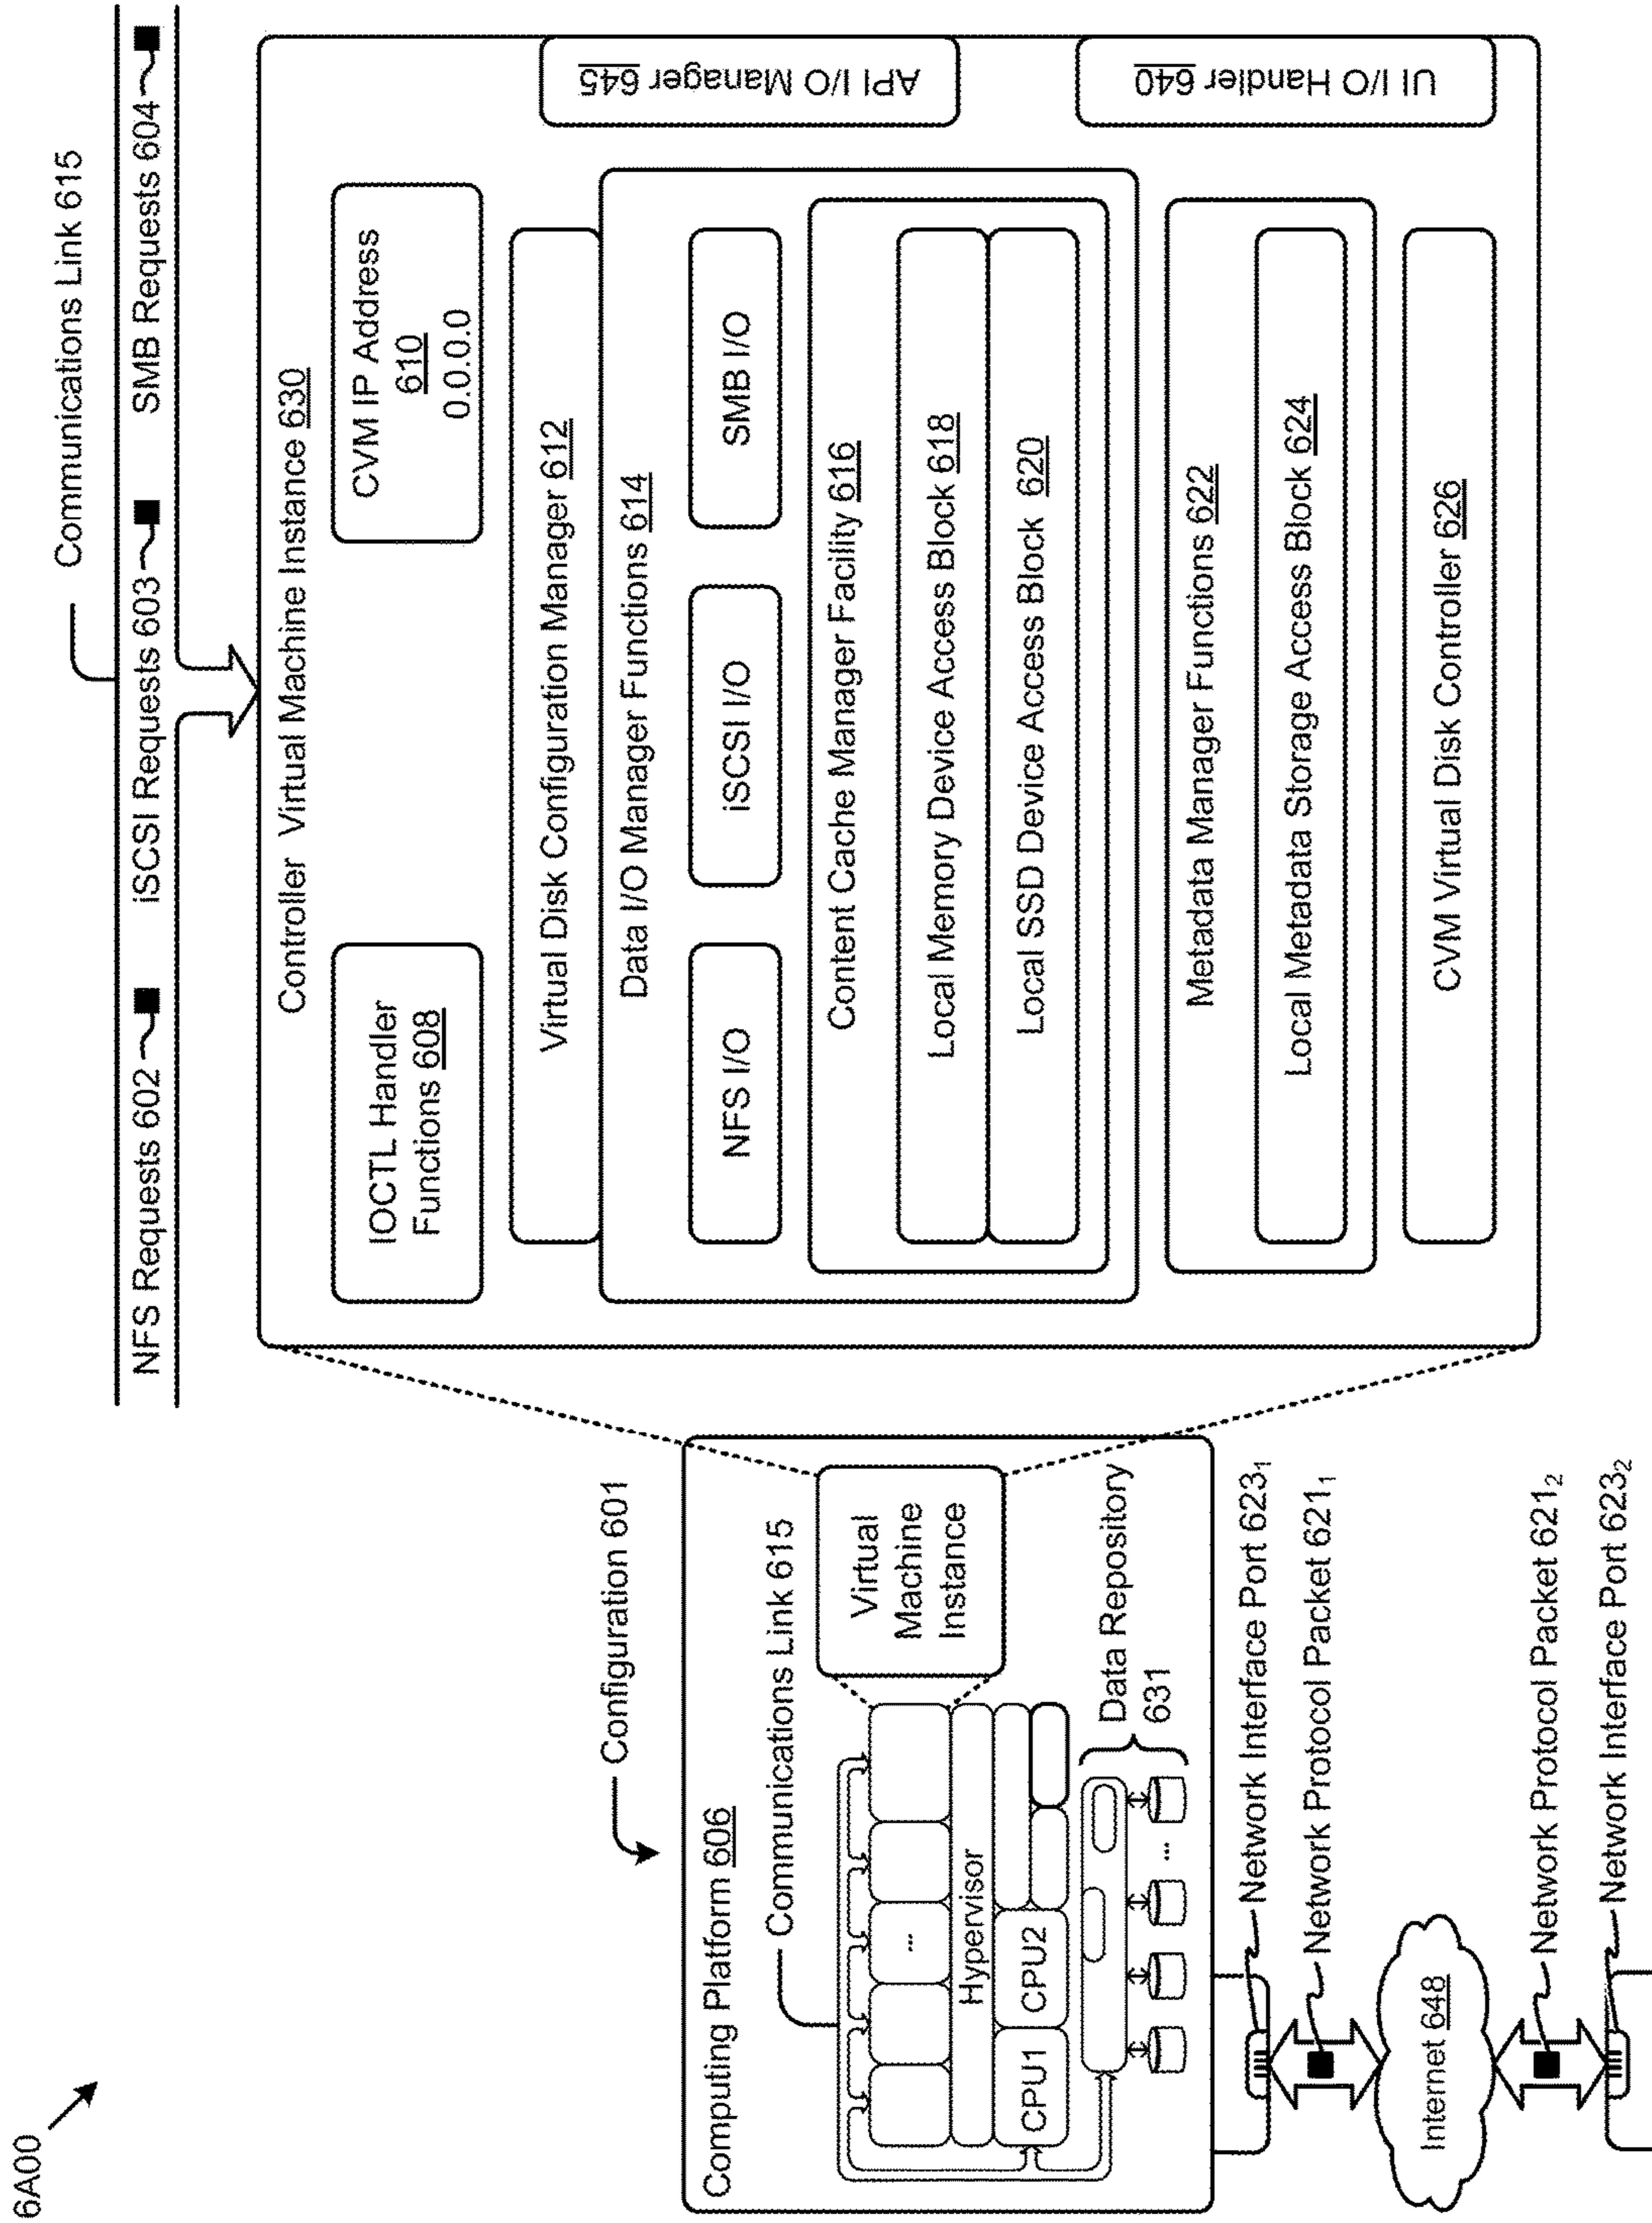 6A00
Communications Link 615
NFS Requests 602
iSCSI Requests 603
SMB Requests 604
Configuration 601
Computing Platform 606
Communications Link 615
...
Hypervisor
CPU1
CPU2
Virtual
Machine
Instance
Data Repository
631
...
Network Interface Port 623₁
Network Protocol Packet 621₁
Internet 648
Network Protocol Packet 621₂
Network Interface Port 623₂
Controller Virtual Machine Instance 630
IOCTL Handler
Functions 608
CVM IP Address
610
0.0.0.0
Virtual Disk Configuration Manager 612
Data I/O Manager Functions 614
NFS I/O
iSCSI I/O
SMB I/O
Content Cache Manager Facility 616
Local Memory Device Access Block 618
Local SSD Device Access Block 620
Metadata Manager Functions 622
Local Metadata Storage Access Block 624
CVM Virtual Disk Controller 626
API I/O Manager 645
UI I/O Handler 640